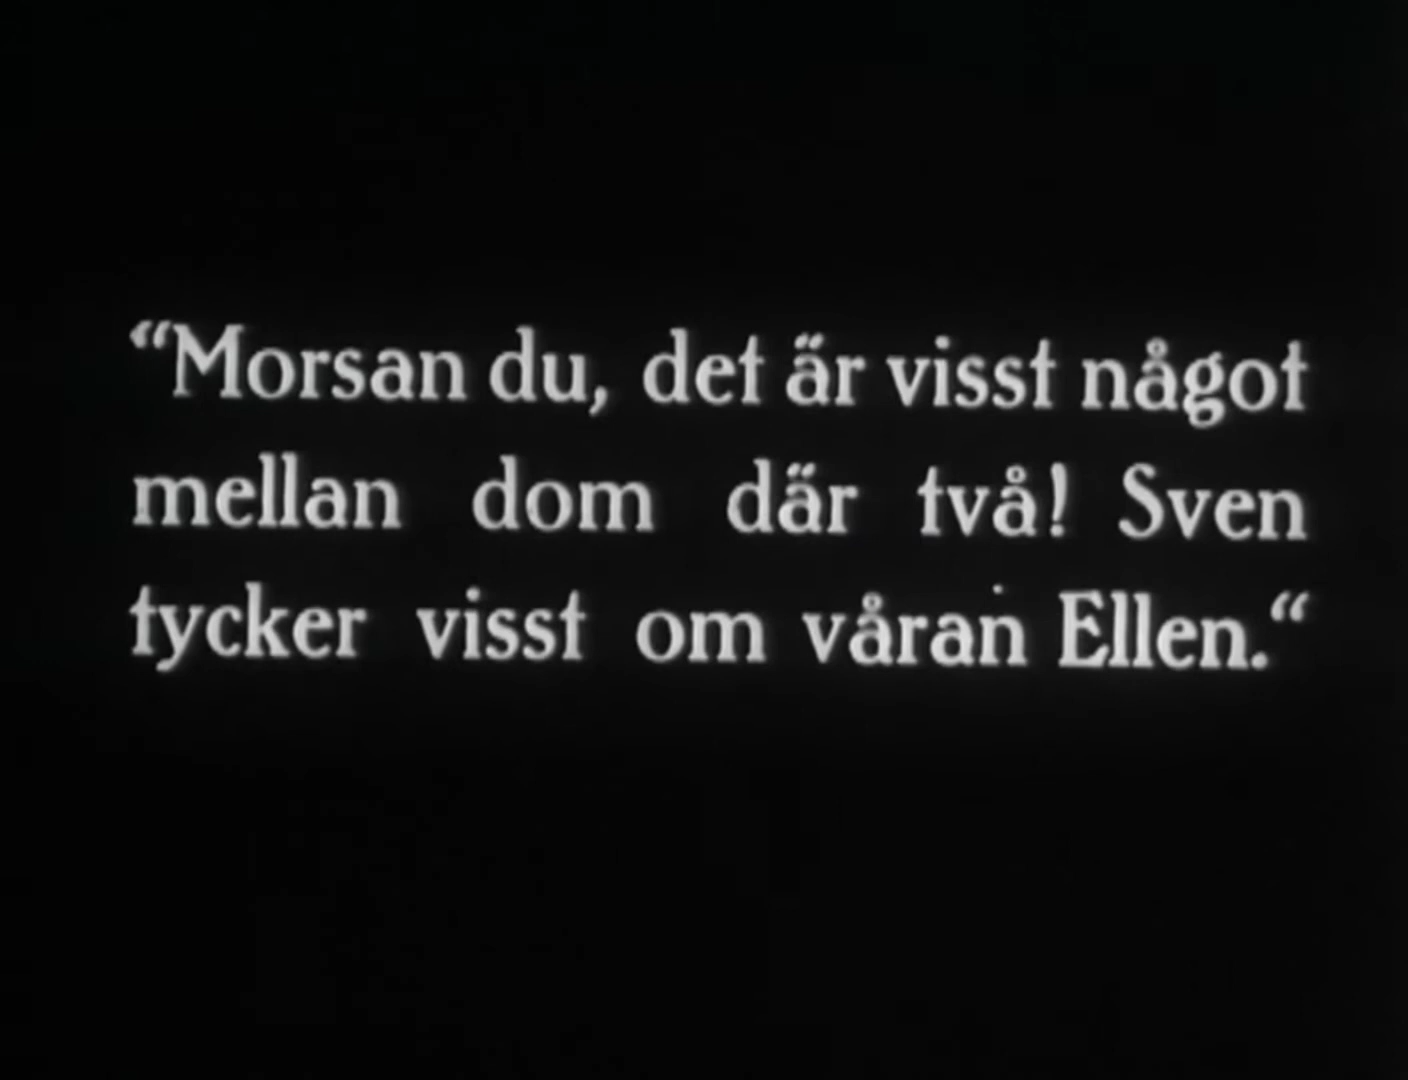 “Morsan du, det är visst något
mellan dom där två! Sven
tycker visst om våran Ellen.“